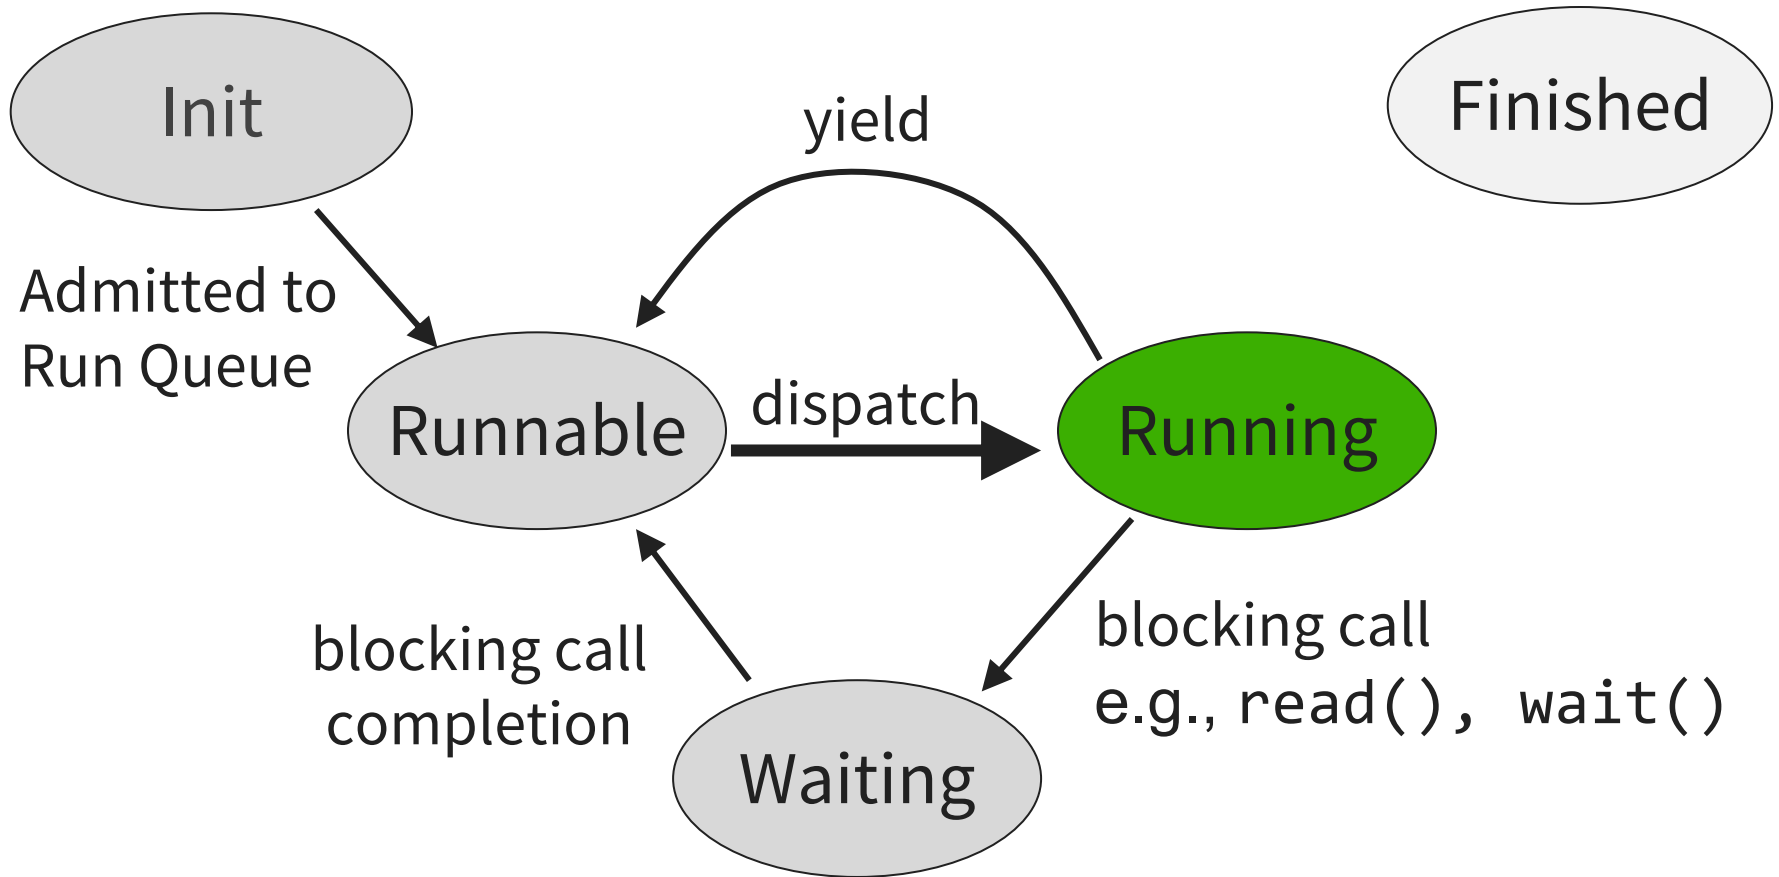 Init
Finished
yield
Admitted to
Run Queue
dispatch
Runnable
Running
blocking call
completion
blocking call
e.g., read(), wait()
Waiting